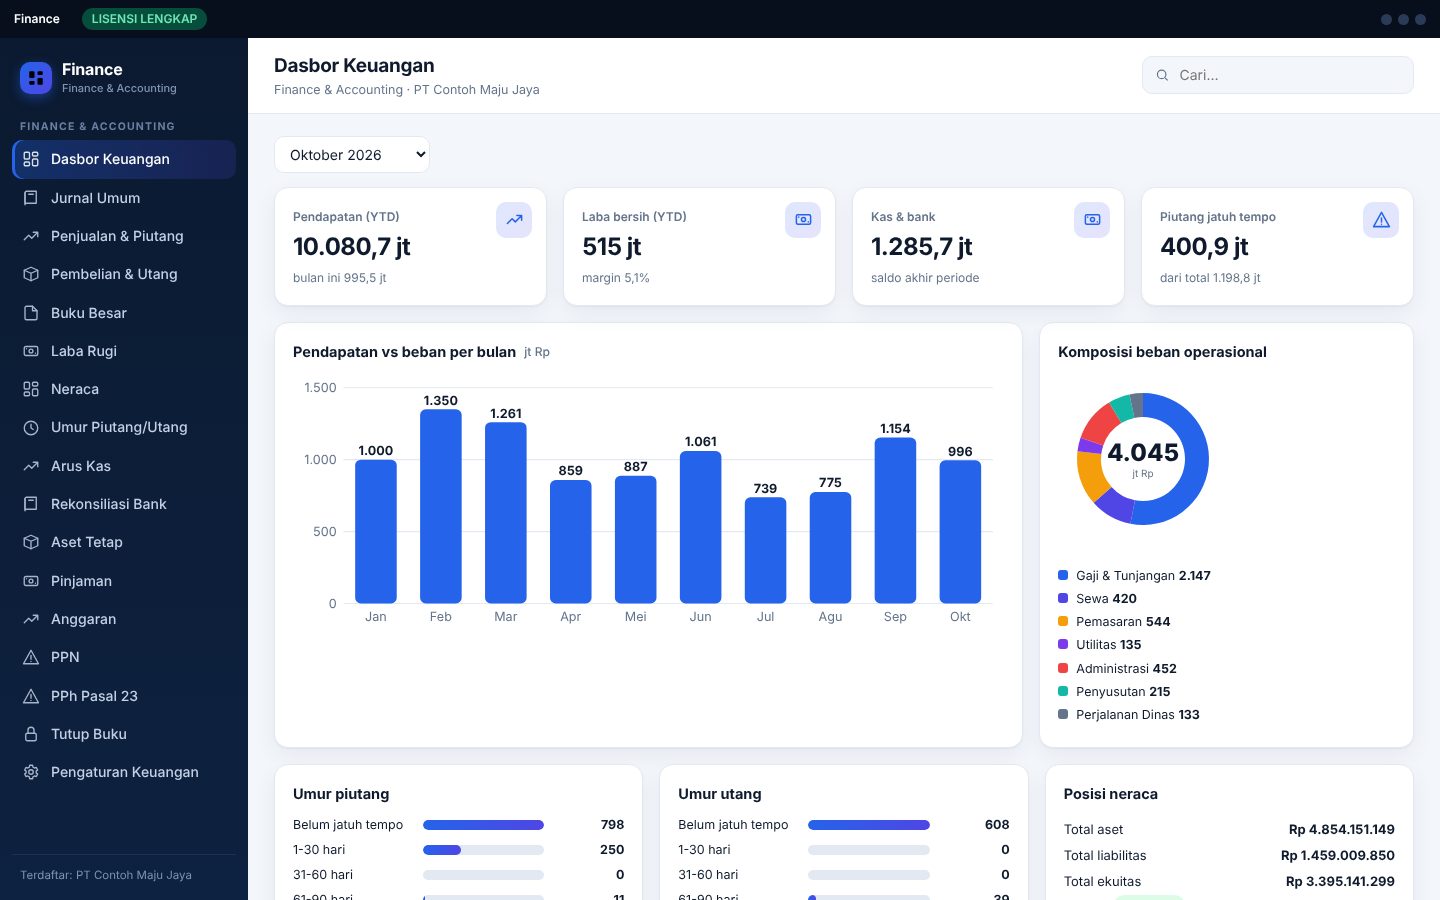 Finance
LISENSI LENGKAP
Finance
Finance & Accounting
FINANCE & ACCOUNTING
Dasbor Keuangan
Jurnal Umum
Penjualan & Piutang
Pembelian & Utang
Buku Besar
Laba Rugi
Neraca
Umur Piutang/Utang
Arus Kas
Rekonsiliasi Bank
Aset Tetap
Pinjaman
Anggaran
PPN
PPh Pasal 23
Tutup Buku
Pengaturan Keuangan
Terdaftar: PT Contoh Maju Jaya
Dasbor Keuangan
Finance & Accounting · PT Contoh Maju Jaya
Cari...
Oktober 2026
Pendapatan (YTD)
10.080,7 jt
bulan ini 995,5 jt
Laba bersih (YTD)
515 jt
margin 5,1%
Kas & bank
1.285,7 jt
saldo akhir periode
Piutang jatuh tempo
400,9 jt
dari total 1.198,8 jt
Pendapatan vs beban per bulan jt Rp
1.500
1.000
500
0
1.000
1.350
1.261
859
887
1.061
739
775
1.154
996
Jan Feb Mar Apr Mei Jun Jul Agu Sep Okt
Komposisi beban operasional
4.045
jt Rp
Gaji & Tunjangan 2.147
Sewa 420
Pemasaran 544
Utilitas 135
Administrasi 452
Penyusutan 215
Perjalanan Dinas 133
Umur piutang
Belum jatuh tempo 798
1-30 hari 250
31-60 hari 0
61-90 hari 11
Umur utang
Belum jatuh tempo 608
1-30 hari 0
31-60 hari 0
61-90 hari 39
Posisi neraca
Total aset Rp 4.854.151.149
Total liabilitas Rp 1.459.009.850
Total ekuitas Rp 3.395.141.299